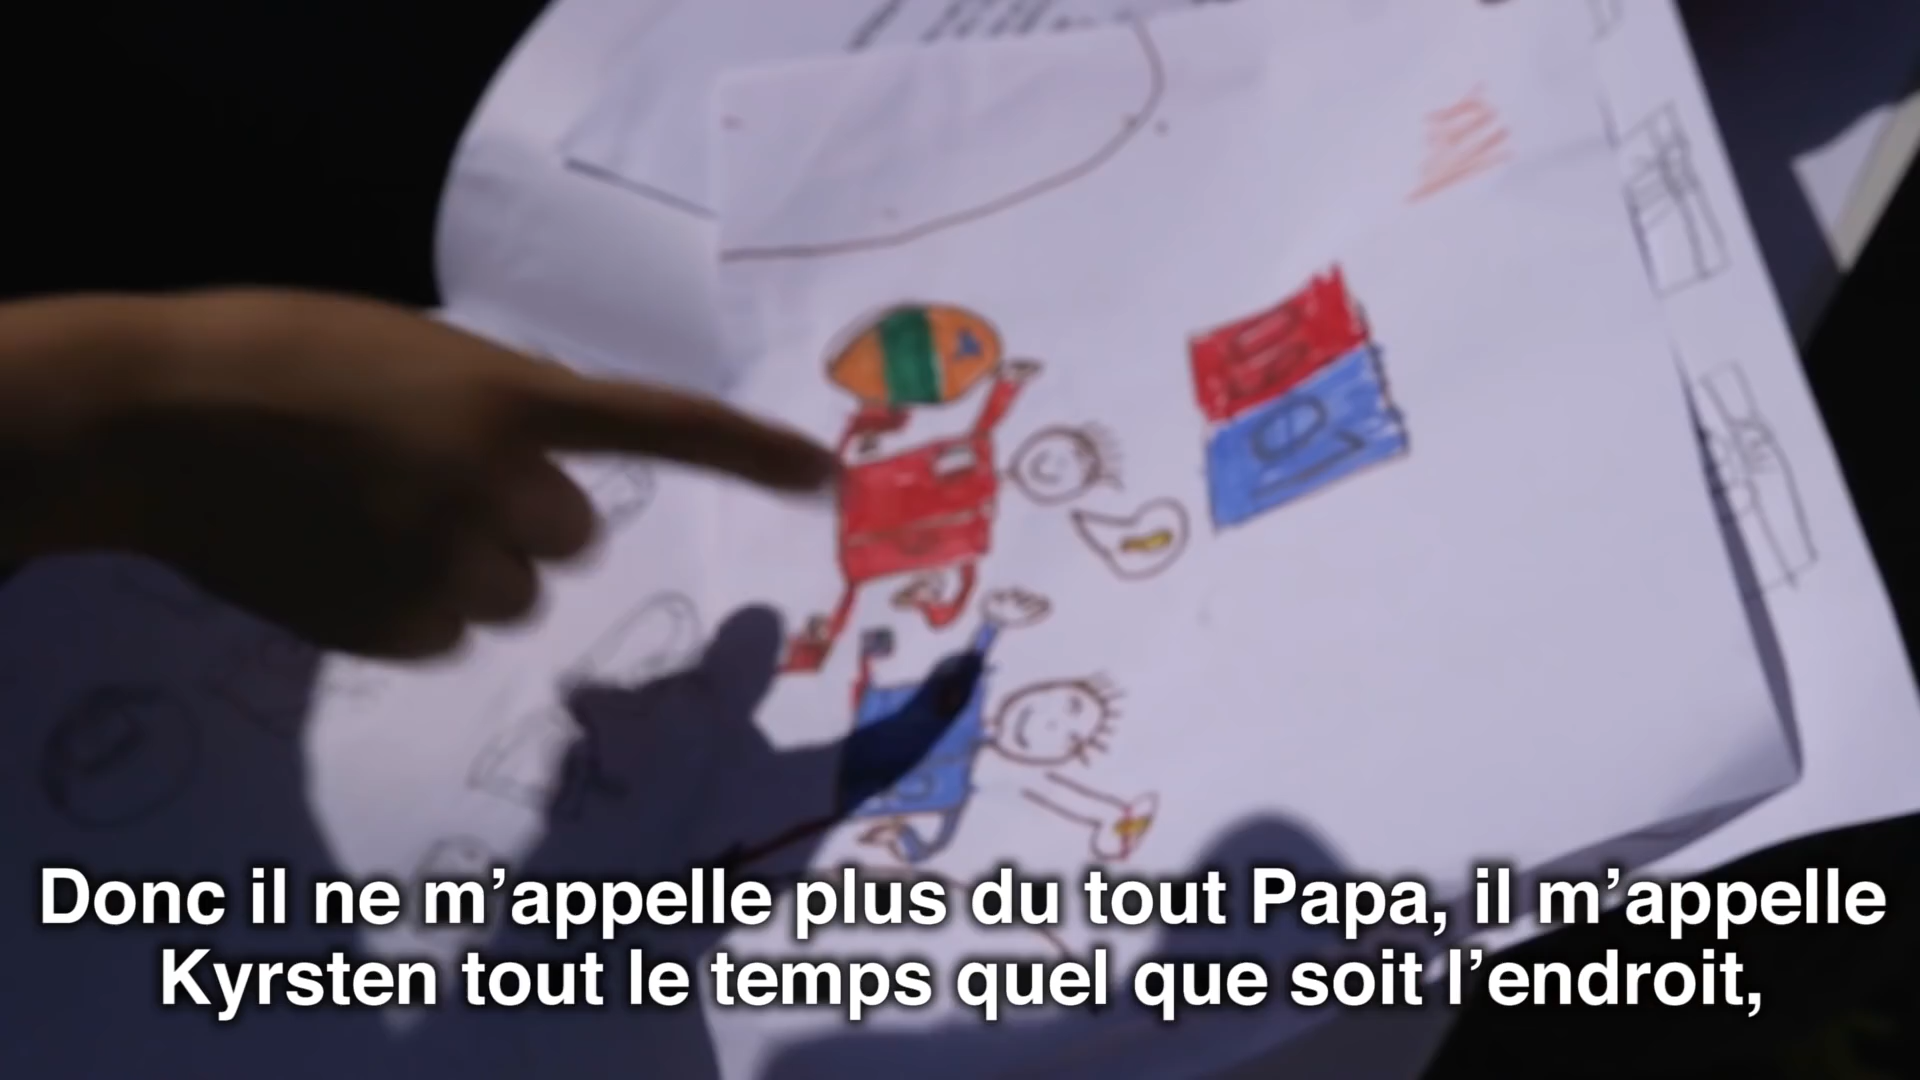 Donc il ne m’appelle plus du tout Papa, il m’appelle
Kyrsten tout le temps quel que soit l’endroit,